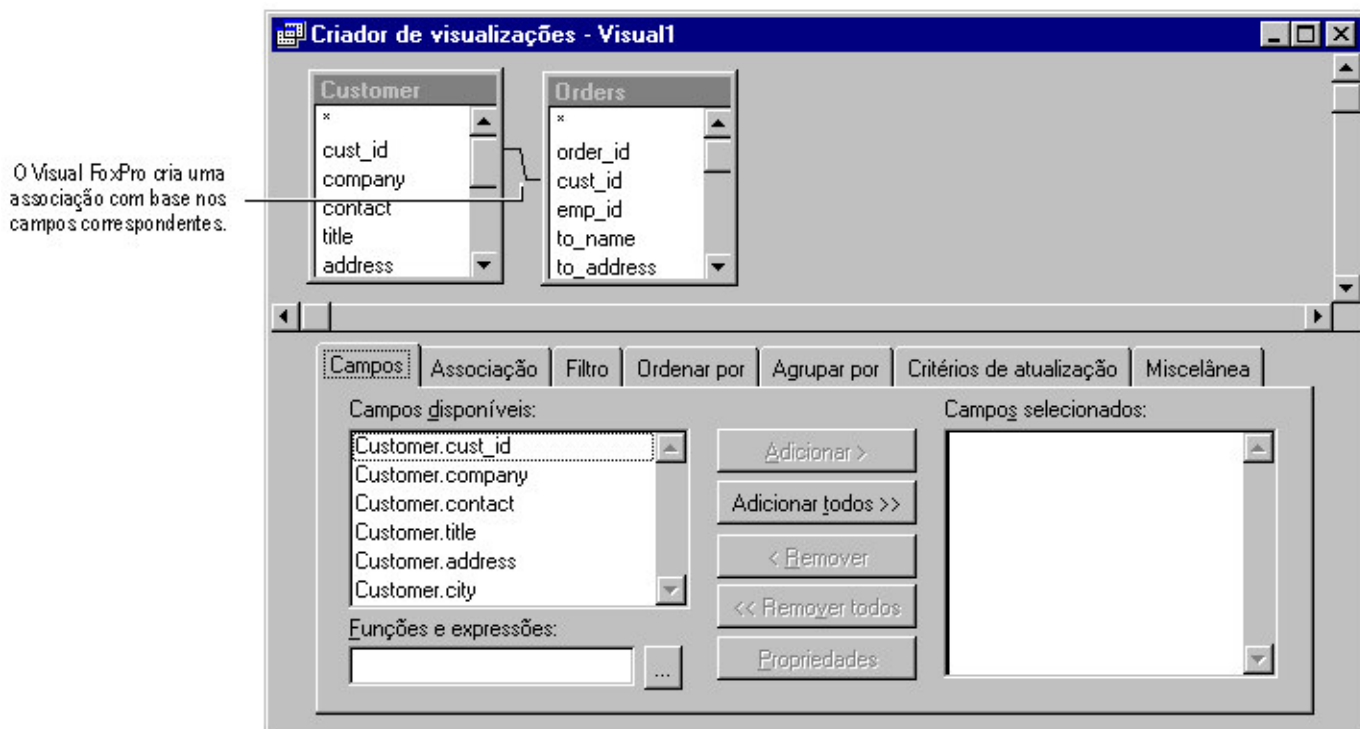 Criador de visualizações - Visual1
Customer
*
cust_id
company
contact
title
address
Orders
*
order_id
cust_id
emp_id
to_name
to_address
O Visual FoxPro cria uma
associação com base nos
campos correspondentes.
Campos
Associação
Filtro
Ordenar por
Agrupar por
Critérios de atualização
Miscelânea
Campos disponíveis:
Customer.cust_id
Customer.company
Customer.contact
Customer.title
Customer.address
Customer.city
Funções e expressões:
...
Adicionar >
Adicionar todos >>
< Remover
<< Remover todos
Propriedades
Campos selecionados: